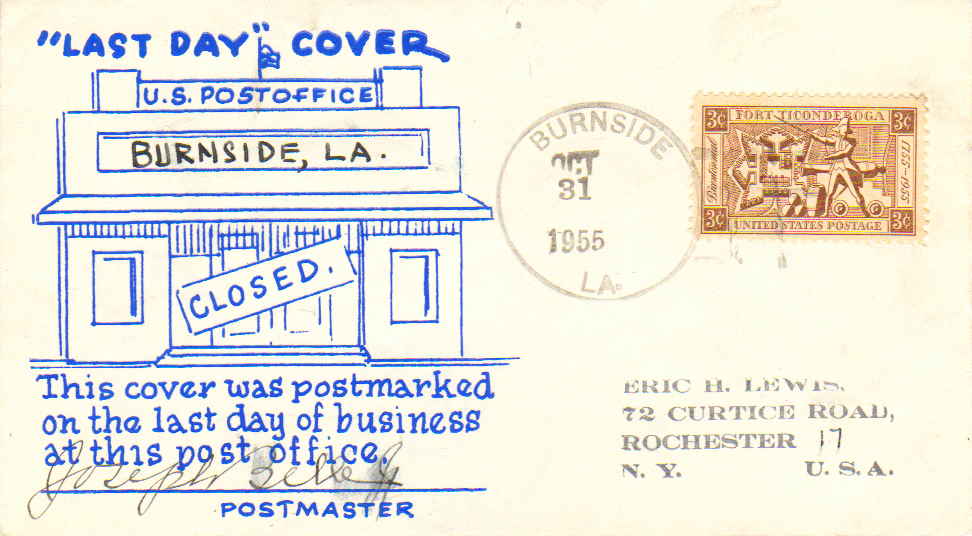 "LAST DAY" COVER
U.S. POSTOFFICE
BURNSIDE, LA.
CLOSED.
This cover was postmarked
on the last day of business
at this post office.
Joseph
POSTMASTER
BURNSIDE
OCT
31
1955
LA.
3¢ FORT TICONDEROGA 3¢
Bicentennial
1755-1955
3¢ UNITED STATES POSTAGE 3¢
ERIC H. LEWIS,
72 CURTICE ROAD,
ROCHESTER 17
N. Y. U. S. A.